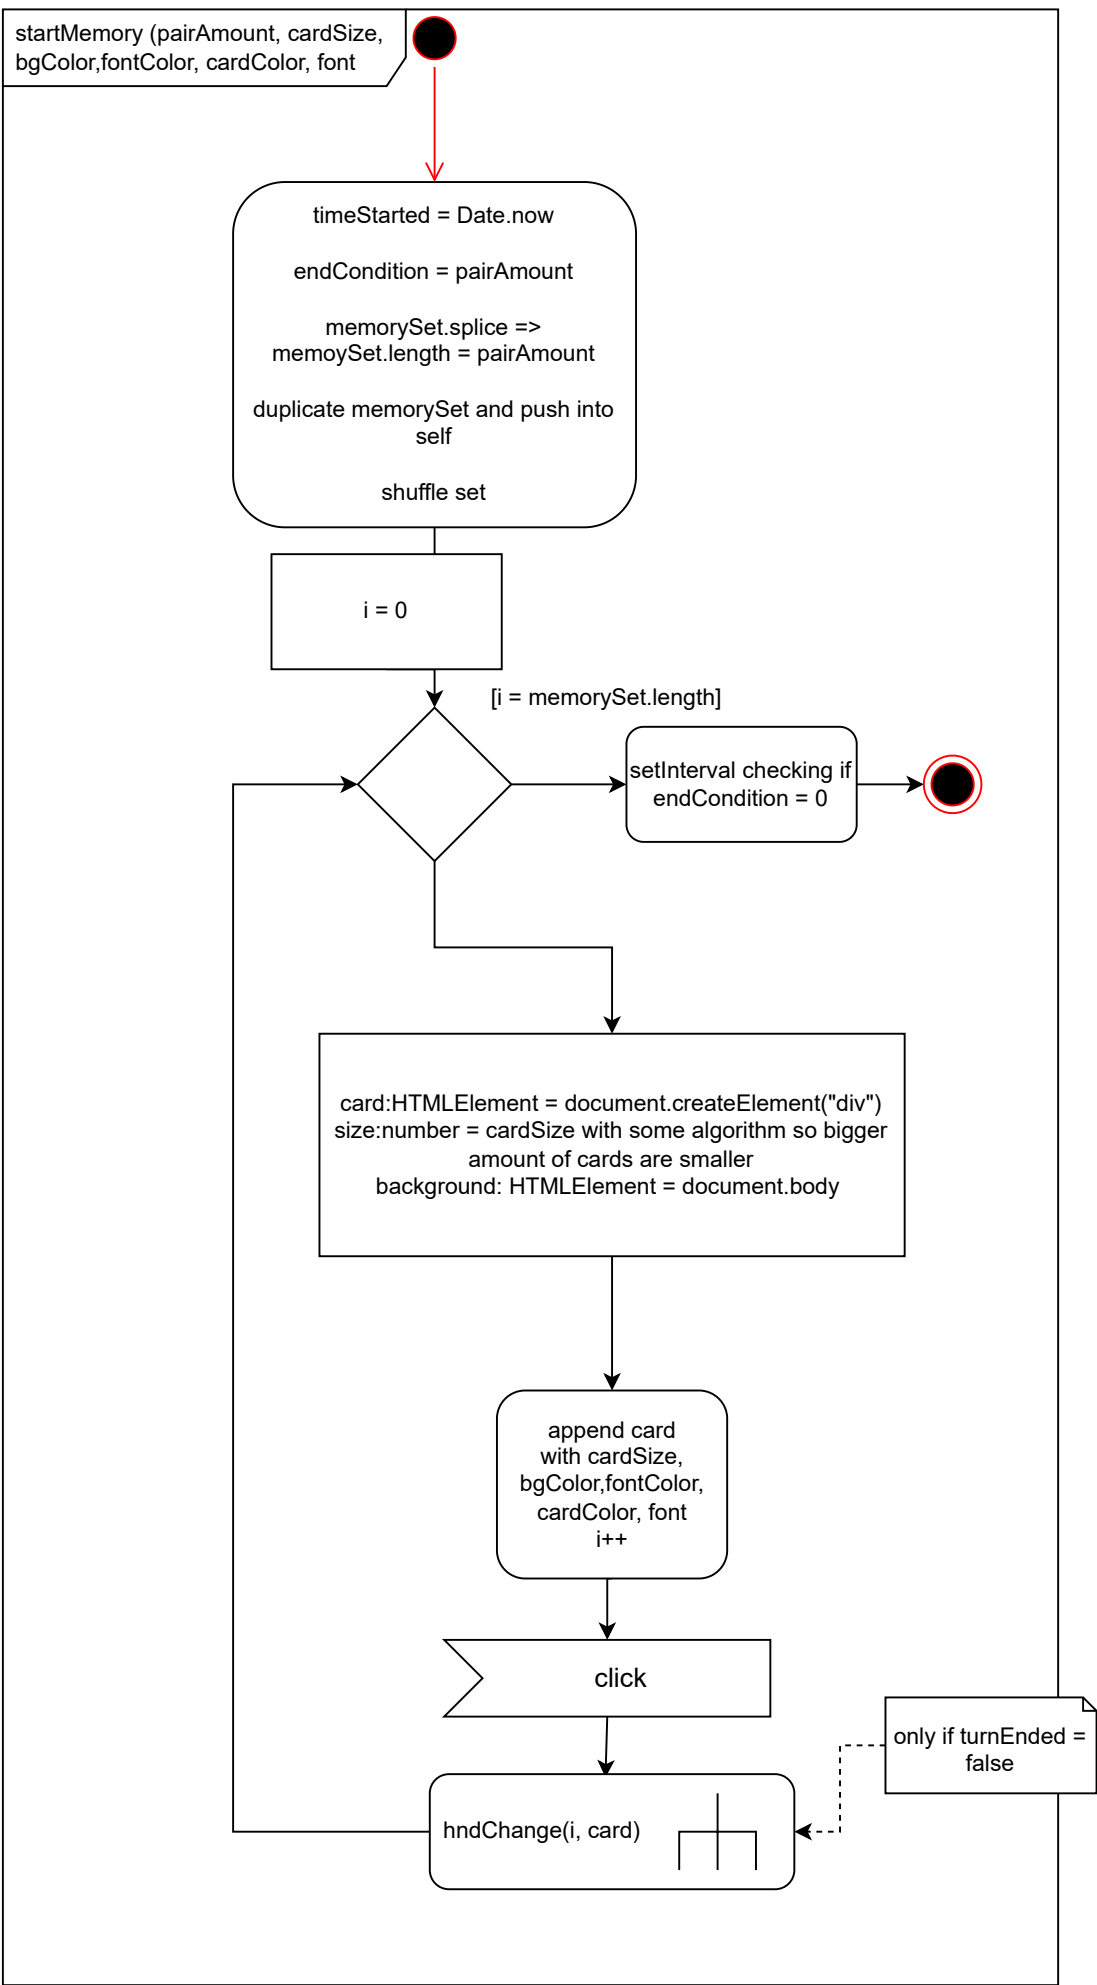 startMemory (pairAmount, cardSize,
bgColor,fontColor, cardColor, font
timeStarted = Date.now
endCondition = pairAmount
memorySet.splice =>
memoySet.length = pairAmount
duplicate memorySet and push into
self
shuffle set
i = 0
[i = memorySet.length]
setInterval checking if
endCondition = 0
card:HTMLElement = document.createElement("div")
size:number = cardSize with some algorithm so bigger
amount of cards are smaller
background: HTMLElement = document.body
append card
with cardSize,
bgColor,fontColor,
cardColor, font
i++
click
only if turnEnded =
false
hndChange(i, card)